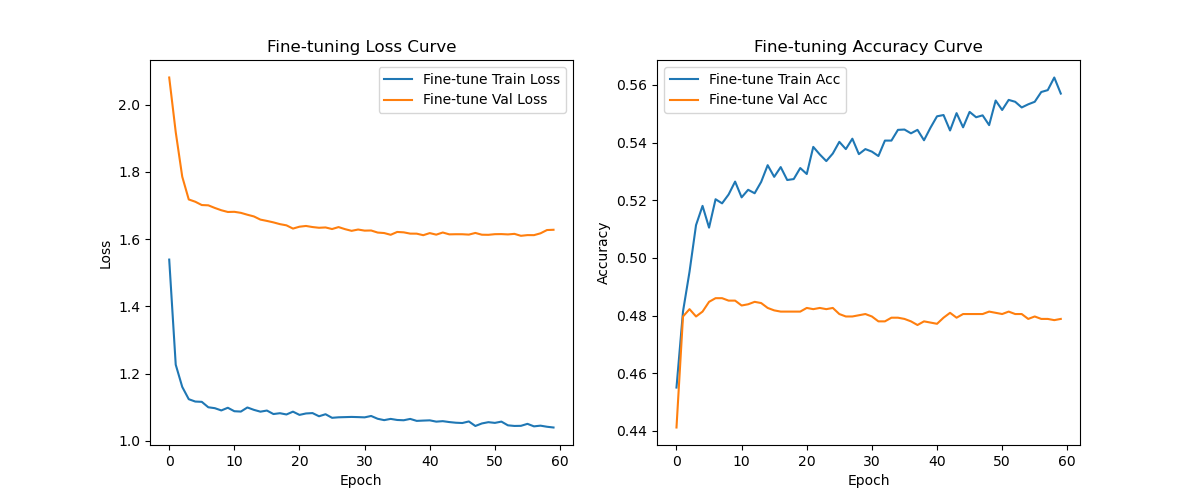 Fine-tuning Loss Curve
Fine-tune Train Loss
Fine-tune Val Loss
2.0
1.8
1.6
1.4
1.2
1.0
Loss
0 10 20 30 40 50 60
Epoch
Fine-tuning Accuracy Curve
Fine-tune Train Acc
Fine-tune Val Acc
0.56
0.54
0.52
0.50
0.48
0.46
0.44
Accuracy
0 10 20 30 40 50 60
Epoch